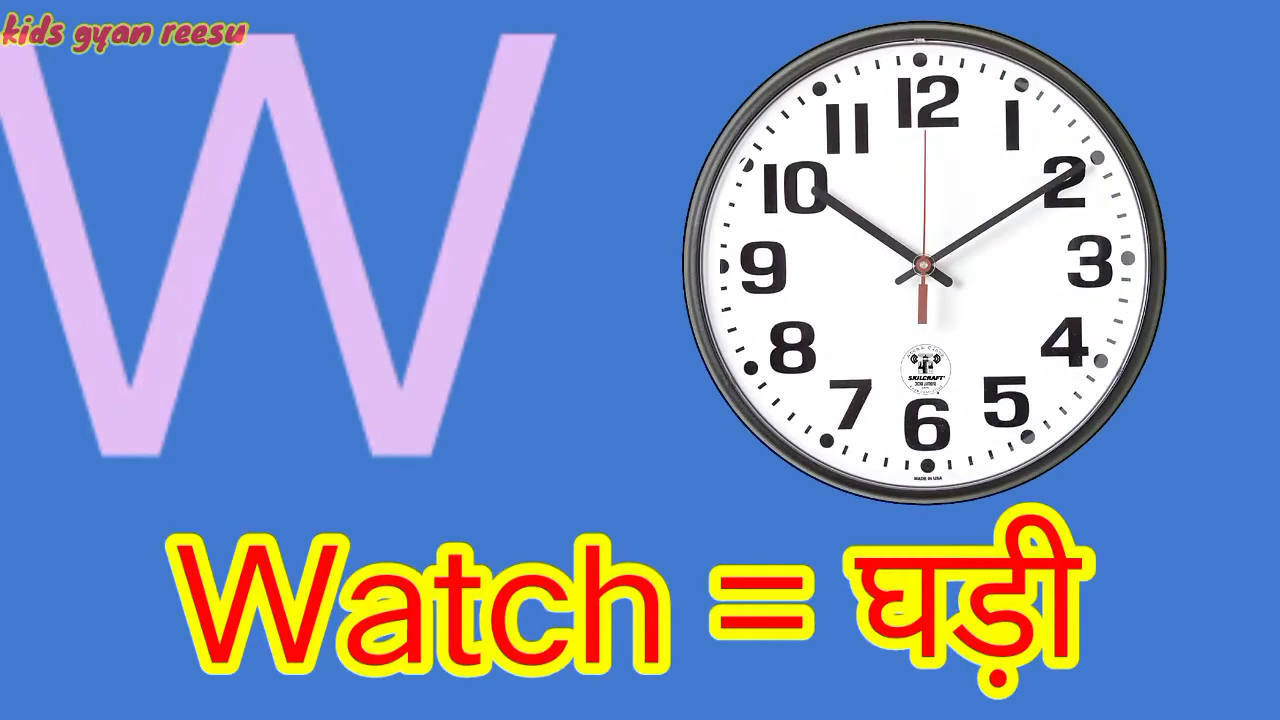 kids gyan reesu
W
12
11 1
10 2
9 3
8 4
7 5
6
SKILCRAFT
MADE IN USA
Watch = घड़ी